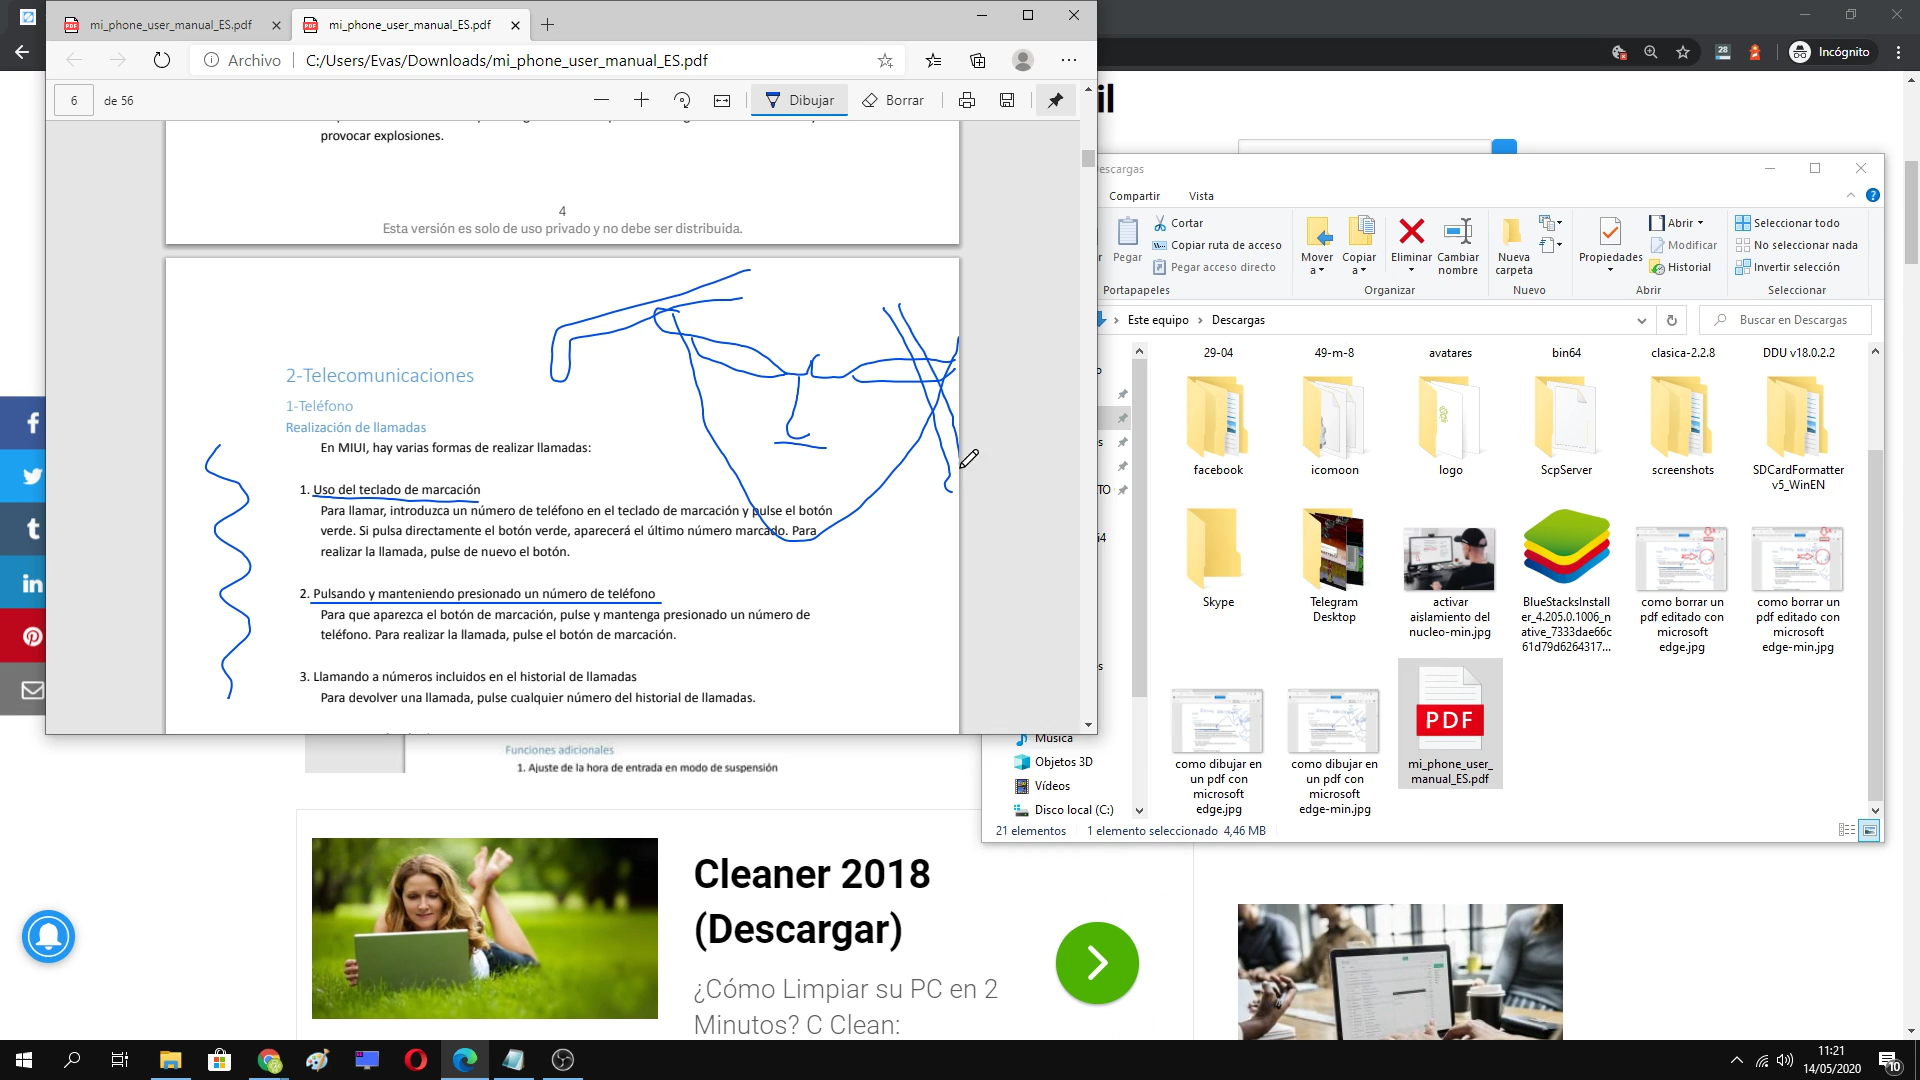 mi_phone_user_manual_ES.pdf
mi_phone_user_manual_ES.pdf
Archivo
C:/Users/Evas/Downloads/mi_phone_user_manual_ES.pdf
28
Incógnito
6 de 56
Dibujar
Borrar
provocar explosiones.
4
Esta versión es solo de uso privado y no debe ser distribuida.
2-Telecomunicaciones
1-Teléfono
Realización de llamadas
En MIUI, hay varias formas de realizar llamadas:
1. Uso del teclado de marcación
Para llamar, introduzca un número de teléfono en el teclado de marcación y pulse el botón
verde. Si pulsa directamente el botón verde, aparecerá el último número marcado. Para
realizar la llamada, pulse de nuevo el botón.
2. Pulsando y manteniendo presionado un número de teléfono
Para que aparezca el botón de marcación, pulse y mantenga presionado un número de
teléfono. Para realizar la llamada, pulse el botón de marcación.
3. Llamando a números incluidos en el historial de llamadas
Para devolver una llamada, pulse cualquier número del historial de llamadas.
Funciones adicionales
1. Ajuste de la hora de entrada en modo de suspensión
il
escargas
Compartir
Vista
Pegar
Cortar
Copiar ruta de acceso
Pegar acceso directo
Portapapeles
Mover
a
Copiar
a
Eliminar
Cambiar
nombre
Organizar
Nueva
carpeta
Nuevo
Propiedades
Abrir
Modificar
Historial
Abrir
Seleccionar todo
No seleccionar nada
Invertir selección
Seleccionar
Este equipo
Descargas
Buscar en Descargas
TO
i4
Música
Objetos 3D
Vídeos
Disco local (C:)
29-04
49-m-8
avatares
bin64
clasica-2.2.8
DDU v18.0.2.2
facebook
icomoon
logo
ScpServer
screenshots
SDCardFormatter
v5_WinEN
Skype
Telegram
Desktop
activar
aislamiento del
nucleo-min.jpg
BlueStacksInstall
er_4.205.0.1006_n
ative_7333dae66c
61d79d6264317...
como borrar un
pdf editado con
microsoft
edge.jpg
como borrar un
pdf editado con
microsoft
edge-min.jpg
como dibujar en
un pdf con
microsoft
edge.jpg
como dibujar en
un pdf con
microsoft
edge-min.jpg
PDF
mi_phone_user_
manual_ES.pdf
21 elementos
1 elemento seleccionado 4,46 MB
Cleaner 2018
(Descargar)
¿Cómo Limpiar su PC en 2
Minutos? C Clean:
11:21
14/05/2020
10